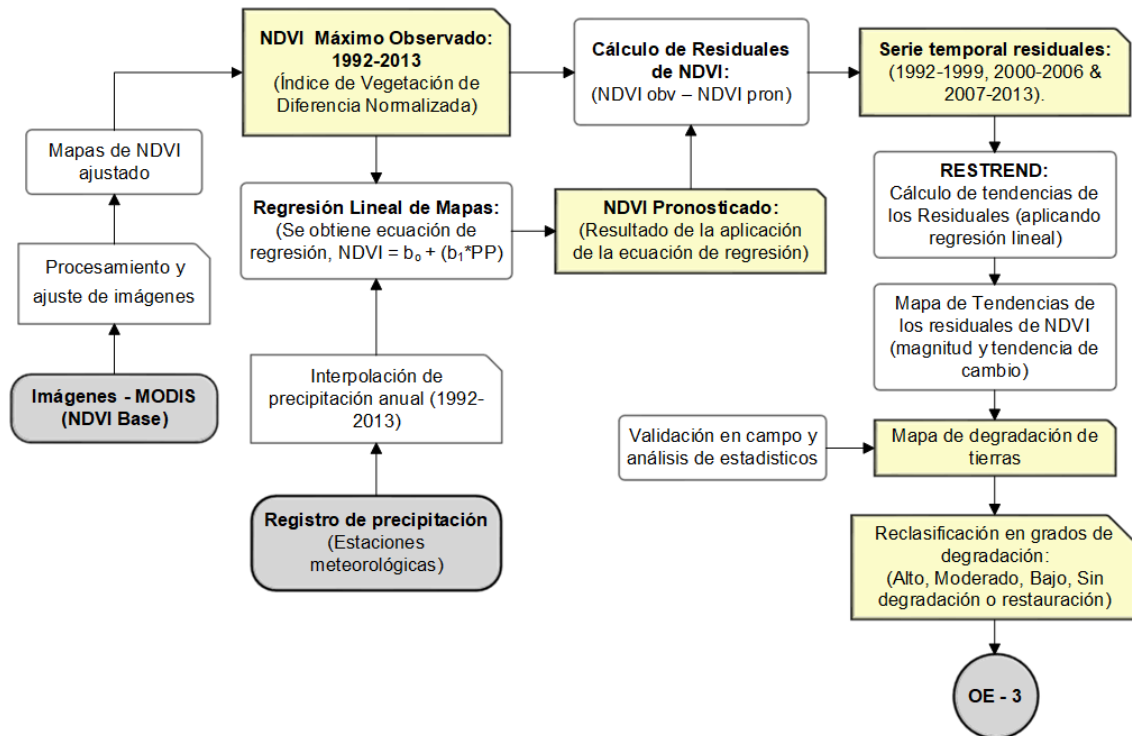 NDVI  Máximo Observado:
1992-2013
(Índice de Vegetación de
Diferencia Normalizada)
Cálculo de Residuales
de NDVI:
(NDVI obv – NDVI pron)
Serie temporal residuales:
(1992-1999, 2000-2006 &
2007-2013).
Mapas de NDVI
ajustado
Regresión Lineal de Mapas:
(Se obtiene ecuación de
regresión, NDVI = b₀ + (b₁*PP)
NDVI Pronosticado:
(Resultado de la aplicación
de la ecuación de regresión)
RESTREND:
Cálculo de tendencias de
los Residuales (aplicando
regresión lineal)
Procesamiento y
ajuste de imágenes
Mapa de Tendencias de
los residuales de NDVI
(magnitud y tendencia de
cambio)
Imágenes - MODIS
(NDVI Base)
Interpolación de
precipitación anual (1992-
2013)
Validación en campo y
análisis de estadisticos
Mapa de degradación de
tierras
Registro de precipitación
(Estaciones
meteorológicas)
Reclasificación en grados de
degradación:
(Alto, Moderado, Bajo, Sin
degradación o restauración)
OE - 3